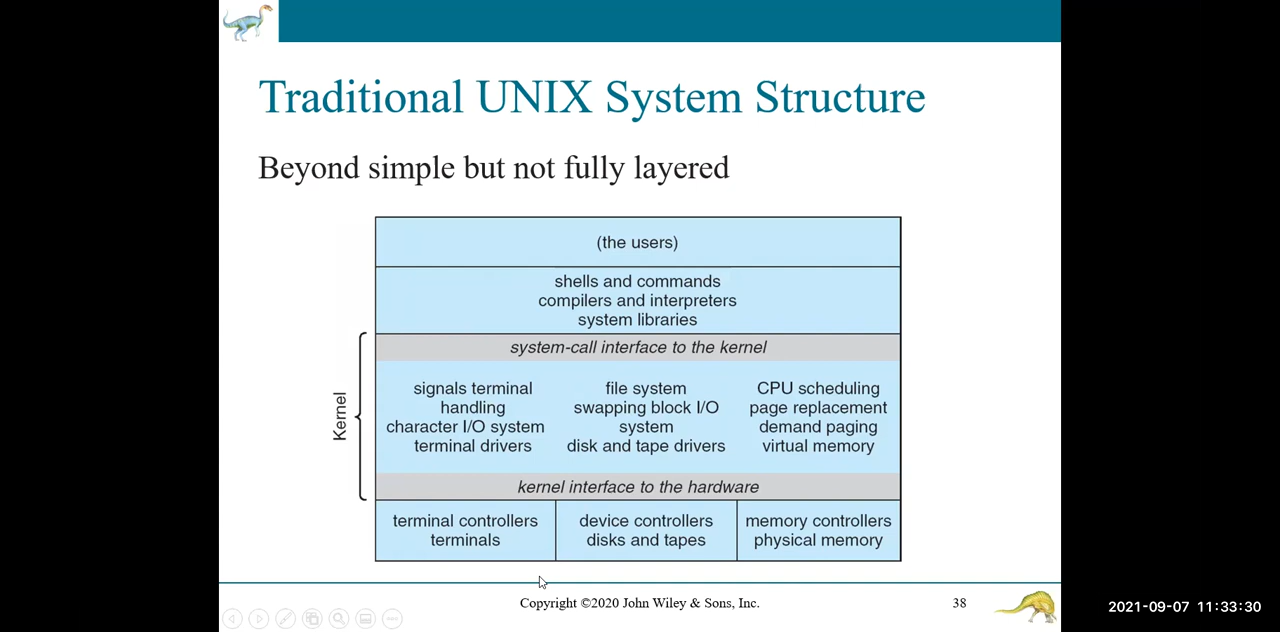 Traditional UNIX System Structure
Beyond simple but not fully layered
(the users)
shells and commands
compilers and interpreters
system libraries
Kernel
system-call interface to the kernel
signals terminal
handling
character I/O system
terminal drivers
file system
swapping block I/O
system
disk and tape drivers
CPU scheduling
page replacement
demand paging
virtual memory
kernel interface to the hardware
terminal controllers
terminals
device controllers
disks and tapes
memory controllers
physical memory
Copyright ©2020 John Wiley & Sons, Inc.
38
2021-09-07 11:33:30